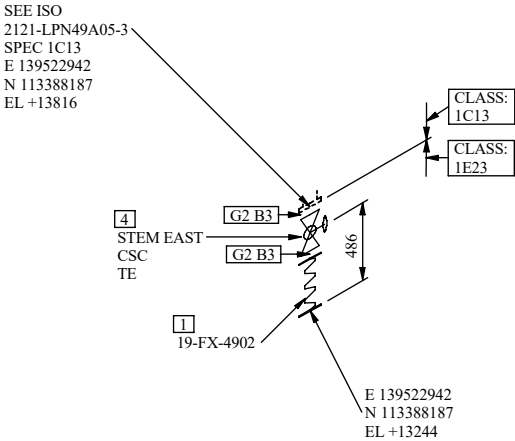 SEE ISO
2121-LPN49A05-3
SPEC 1C13
E 139522942
N 113388187
EL +13816
CLASS:
1C13
CLASS:
1E23
G2 B3
4
STEM EAST
CSC
TE
G2 B3
486
1
19-FX-4902
E 139522942
N 113388187
EL +13244